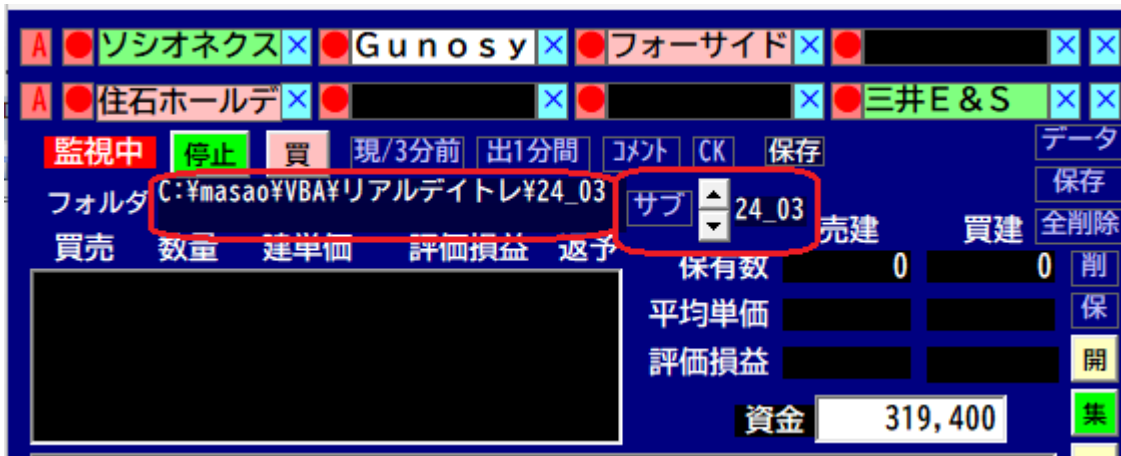 A ソシオネクス × Ｇｕｎｏｓｙ × フォーサイド × × ×
A 住石ホールデ × × × 三井Ｅ＆Ｓ × ×
監視中 停止 買 現/3分前 出1分間 ｺﾒﾝﾄ CK 保存 データ
フォルダ C:¥masao¥VBA¥リアルデイトレ¥24_03 サブ 24_03 保存
売建 買建 全削除
買売 数量 建単価 評価損益 返予
保有数 0 0 削
平均単価 保
評価損益 開
資金 319,400 集